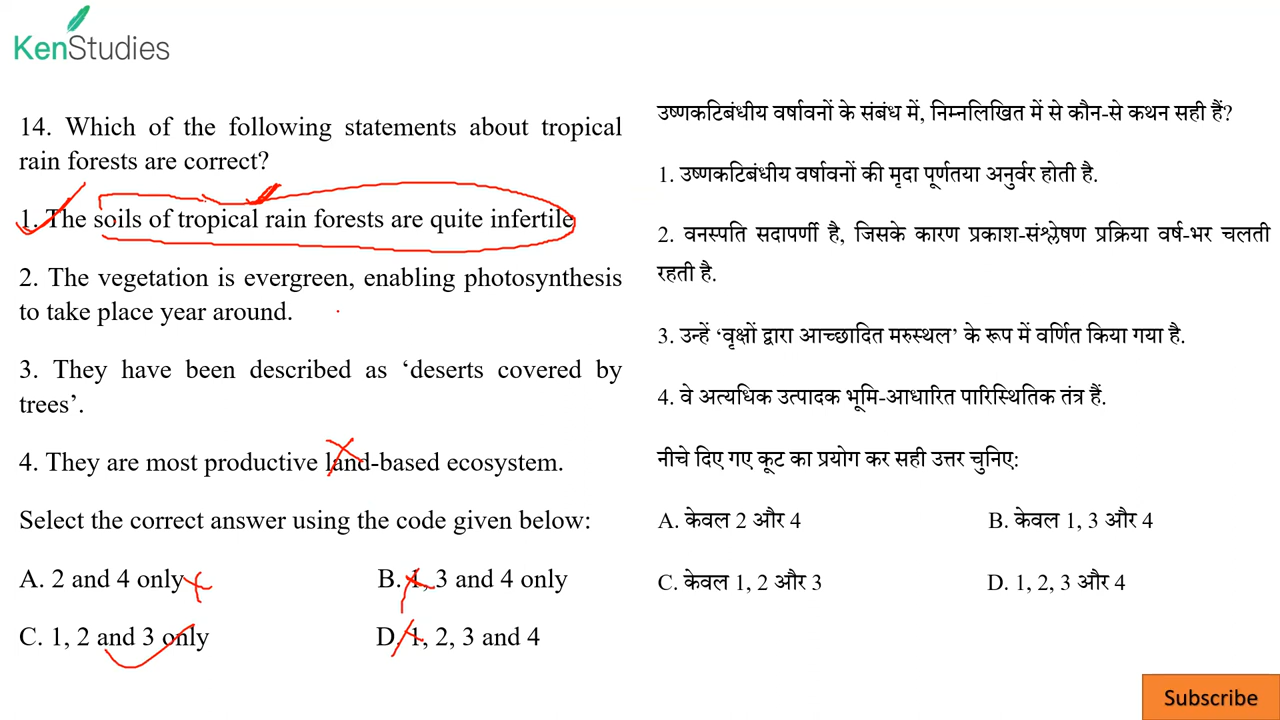 KenStudies
14. Which of the following statements about tropical
rain forests are correct?
1. The soils of tropical rain forests are quite infertile
2. The vegetation is evergreen, enabling photosynthesis
to take place year around.
3. They have been described as ‘deserts covered by
trees’.
4. They are most productive land-based ecosystem.
Select the correct answer using the code given below:
A. 2 and 4 only
B. 1, 3 and 4 only
C. 1, 2 and 3 only
D. 1, 2, 3 and 4
उष्णकटिबंधीय वर्षावनों के संबंध में, निम्नलिखित में से कौन-से कथन सही हैं?
1. उष्णकटिबंधीय वर्षावनों की मृदा पूर्णतया अनुर्वर होती है.
2. वनस्पति सदापर्णी है, जिसके कारण प्रकाश-संश्लेषण प्रक्रिया वर्ष-भर चलती
रहती है.
3. उन्हें ‘वृक्षों द्वारा आच्छादित मरुस्थल’ के रूप में वर्णित किया गया है.
4. वे अत्यधिक उत्पादक भूमि-आधारित पारिस्थितिक तंत्र हैं.
नीचे दिए गए कूट का प्रयोग कर सही उत्तर चुनिए:
A. केवल 2 और 4
B. केवल 1, 3 और 4
C. केवल 1, 2 और 3
D. 1, 2, 3 और 4
Subscribe